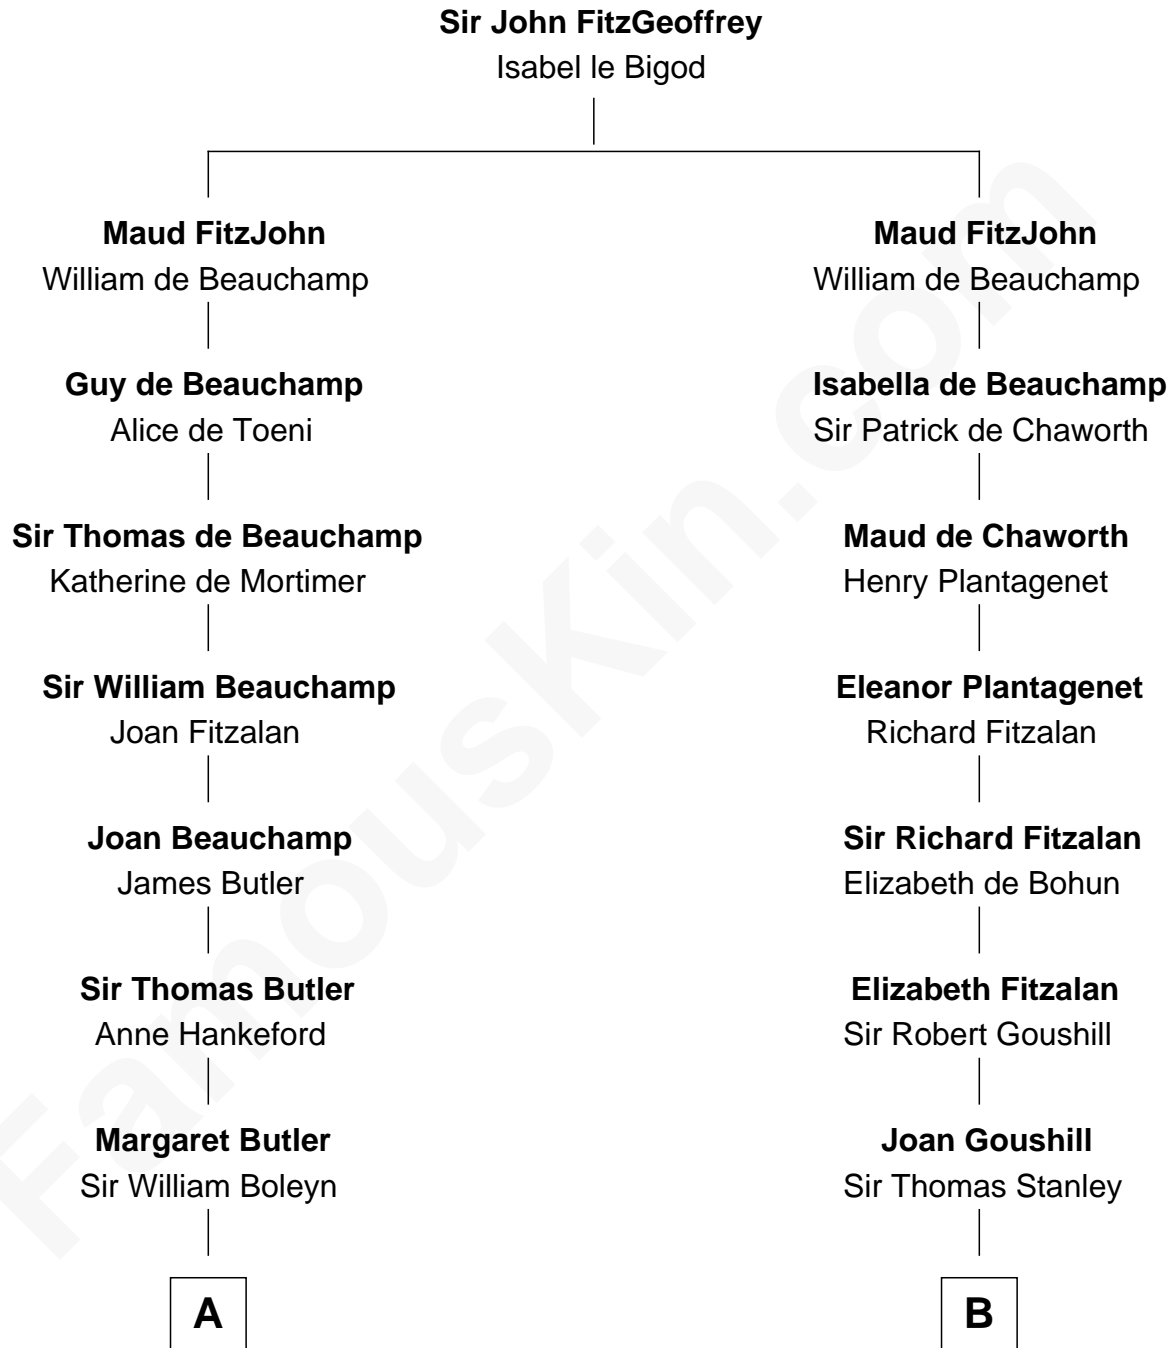 Sir John FitzGeoffrey
Isabel le Bigod
Maud FitzJohn
William de Beauchamp
Maud FitzJohn
William de Beauchamp
Guy de Beauchamp
Alice de Toeni
Isabella de Beauchamp
Sir Patrick de Chaworth
Sir Thomas de Beauchamp
Katherine de Mortimer
Maud de Chaworth
Henry Plantagenet
Sir William Beauchamp
Joan Fitzalan
Eleanor Plantagenet
Richard Fitzalan
Joan Beauchamp
James Butler
Sir Richard Fitzalan
Elizabeth de Bohun
Sir Thomas Butler
Anne Hankeford
Elizabeth Fitzalan
Sir Robert Goushill
Margaret Butler
Sir William Boleyn
Joan Goushill
Sir Thomas Stanley
A
B
FamousKin.com